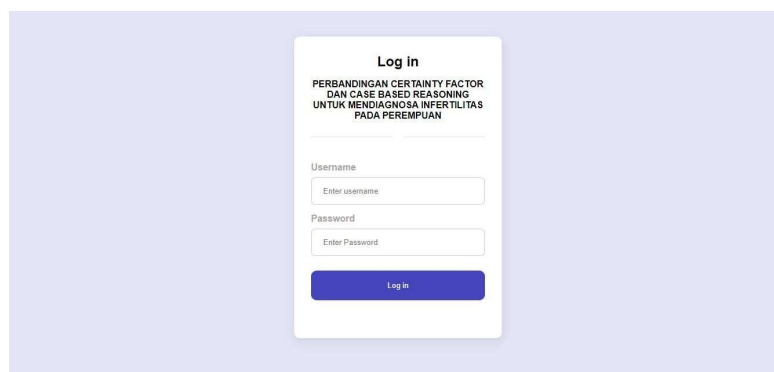 Log in
PERBANDINGAN CERTAINTY FACTOR
DAN CASE BASED REASONING
UNTUK MENDIAGNOSA INFERTILITAS
PADA PEREMPUAN
Username
Enter username
Password
Enter Password
Log in